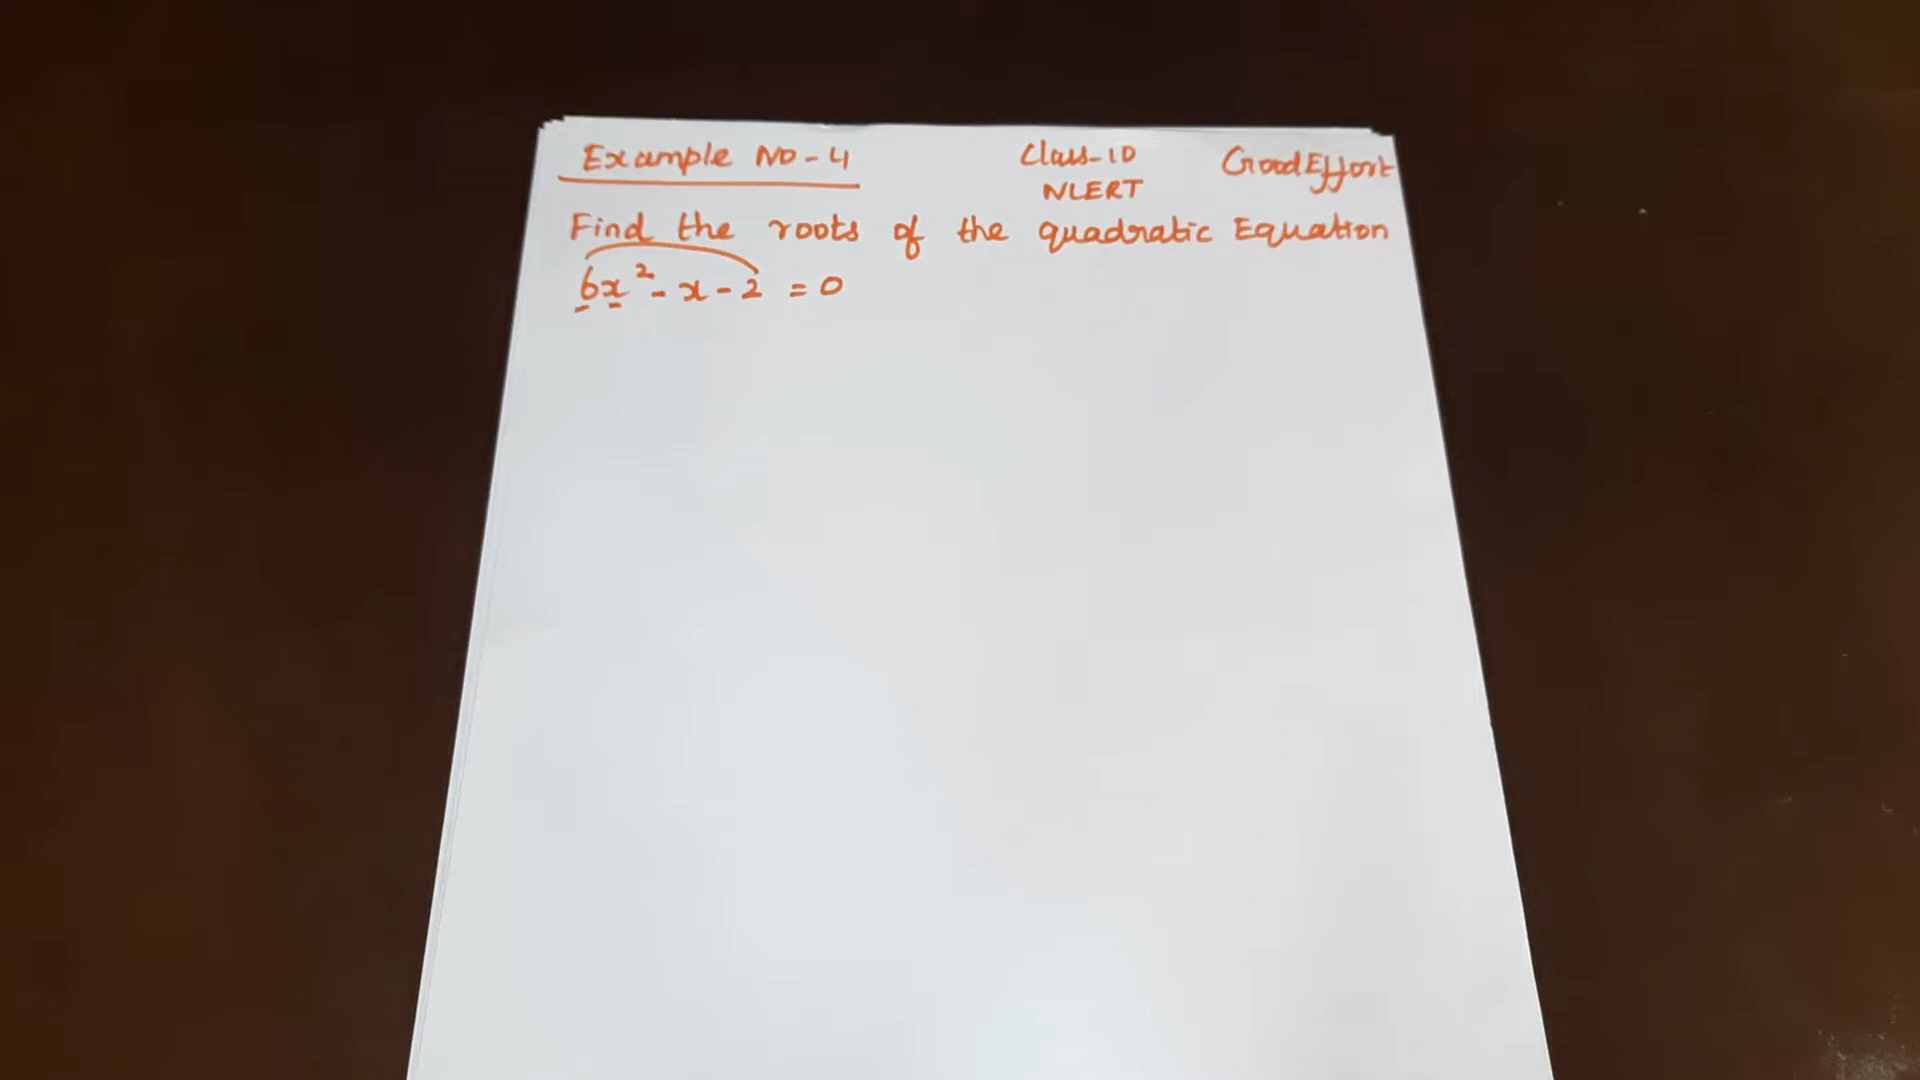 Example No - 4 Class-10 GoodEffort
NCERT
Find the roots of the quadratic Equation
6x² - x - 2 = 0